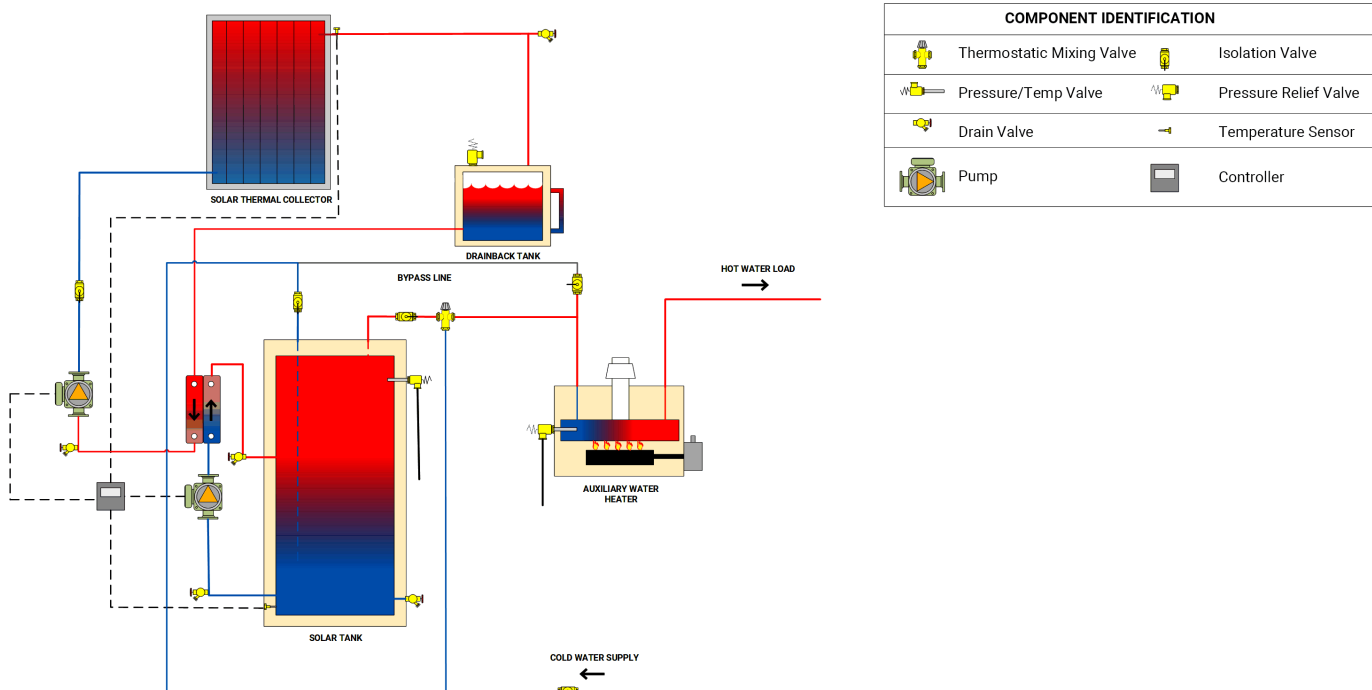 COMPONENT IDENTIFICATION
Thermostatic Mixing Valve
Isolation Valve
Pressure/Temp Valve
Pressure Relief Valve
Drain Valve
Temperature Sensor
Pump
Controller
SOLAR THERMAL COLLECTOR
DRAINBACK TANK
BYPASS LINE
HOT WATER LOAD
AUXILIARY WATER
HEATER
SOLAR TANK
COLD WATER SUPPLY